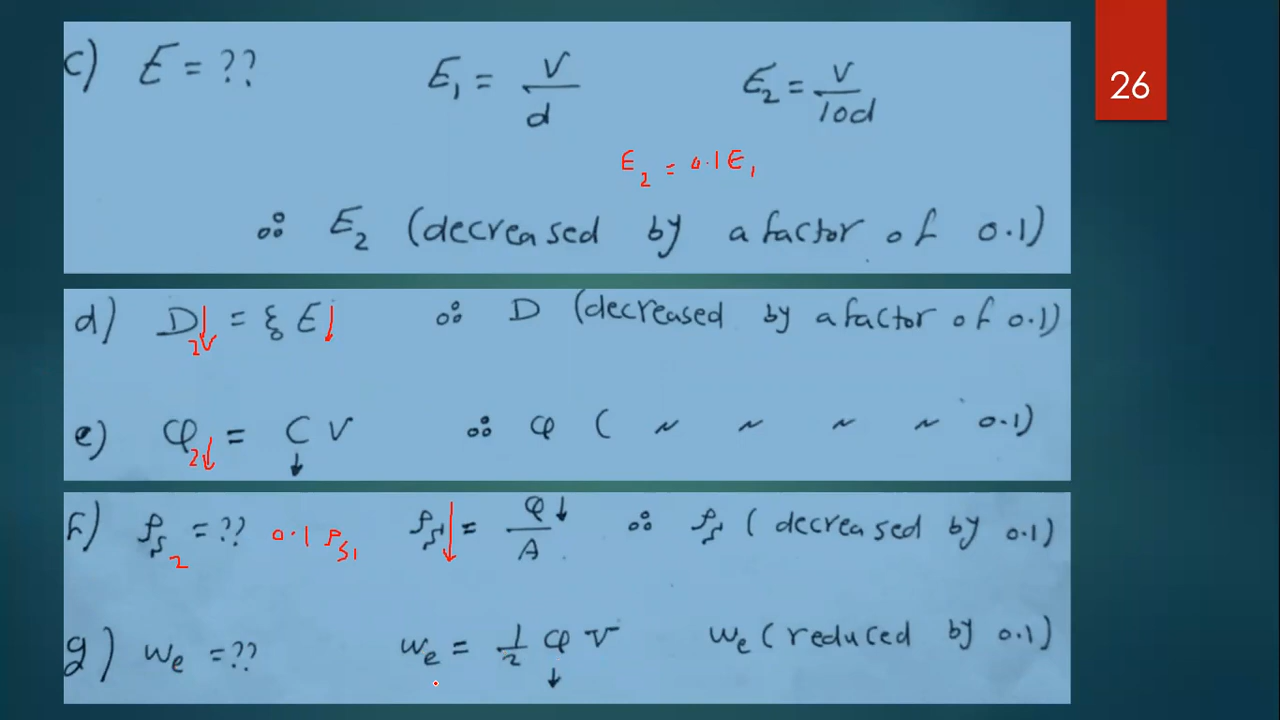 26
c) E = ?? E₁ = V/d E₂ = V/10d
E₂ = 0.1 E₁
∴ E₂ (decreased by a factor of 0.1)
d) D₂↓ = ξ E↓ ∴ D (decreased by a factor of 0.1)
e) φ₂↓ = C↓ V ∴ φ ( ~ ~ ~ ~ 0.1)
f) ρs₂ = ?? 0.1 ρs₁ ρs↓ = φ↓/A ∴ ρs (decreased by 0.1)
g) We = ?? We = 1/2 φ↓ V We (reduced by 0.1)